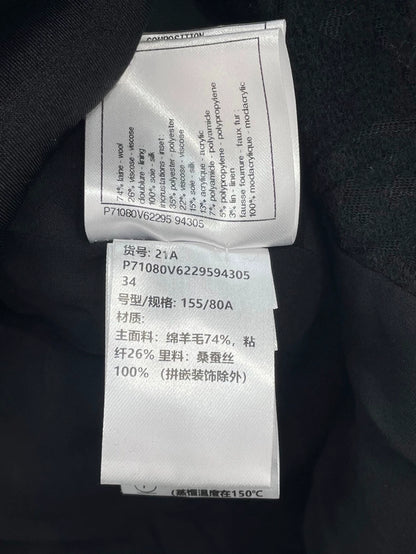 COMPOSITION
74% laine - wool
26% viscose - viscose
doublure - lining
100% soie - silk
incrustations - inset
35% polyester - polyester
22% viscose - viscose
15% soie - silk
13% acrylique - acrylic
7% polyamide - polyamide
5% polypropylene - polypropylene
3% lin - linen
fausse fourrure - faux fur :
100% modacrylique - modacrylic
P71080V62295 94305
货号: 21A
P71080V6229594305
34
号型/规格: 155/80A
材质:
主面料: 绵羊毛74%, 粘
纤26% 里料: 桑蚕丝
100% (拼嵌装饰除外)
(蒸馏温度在150℃